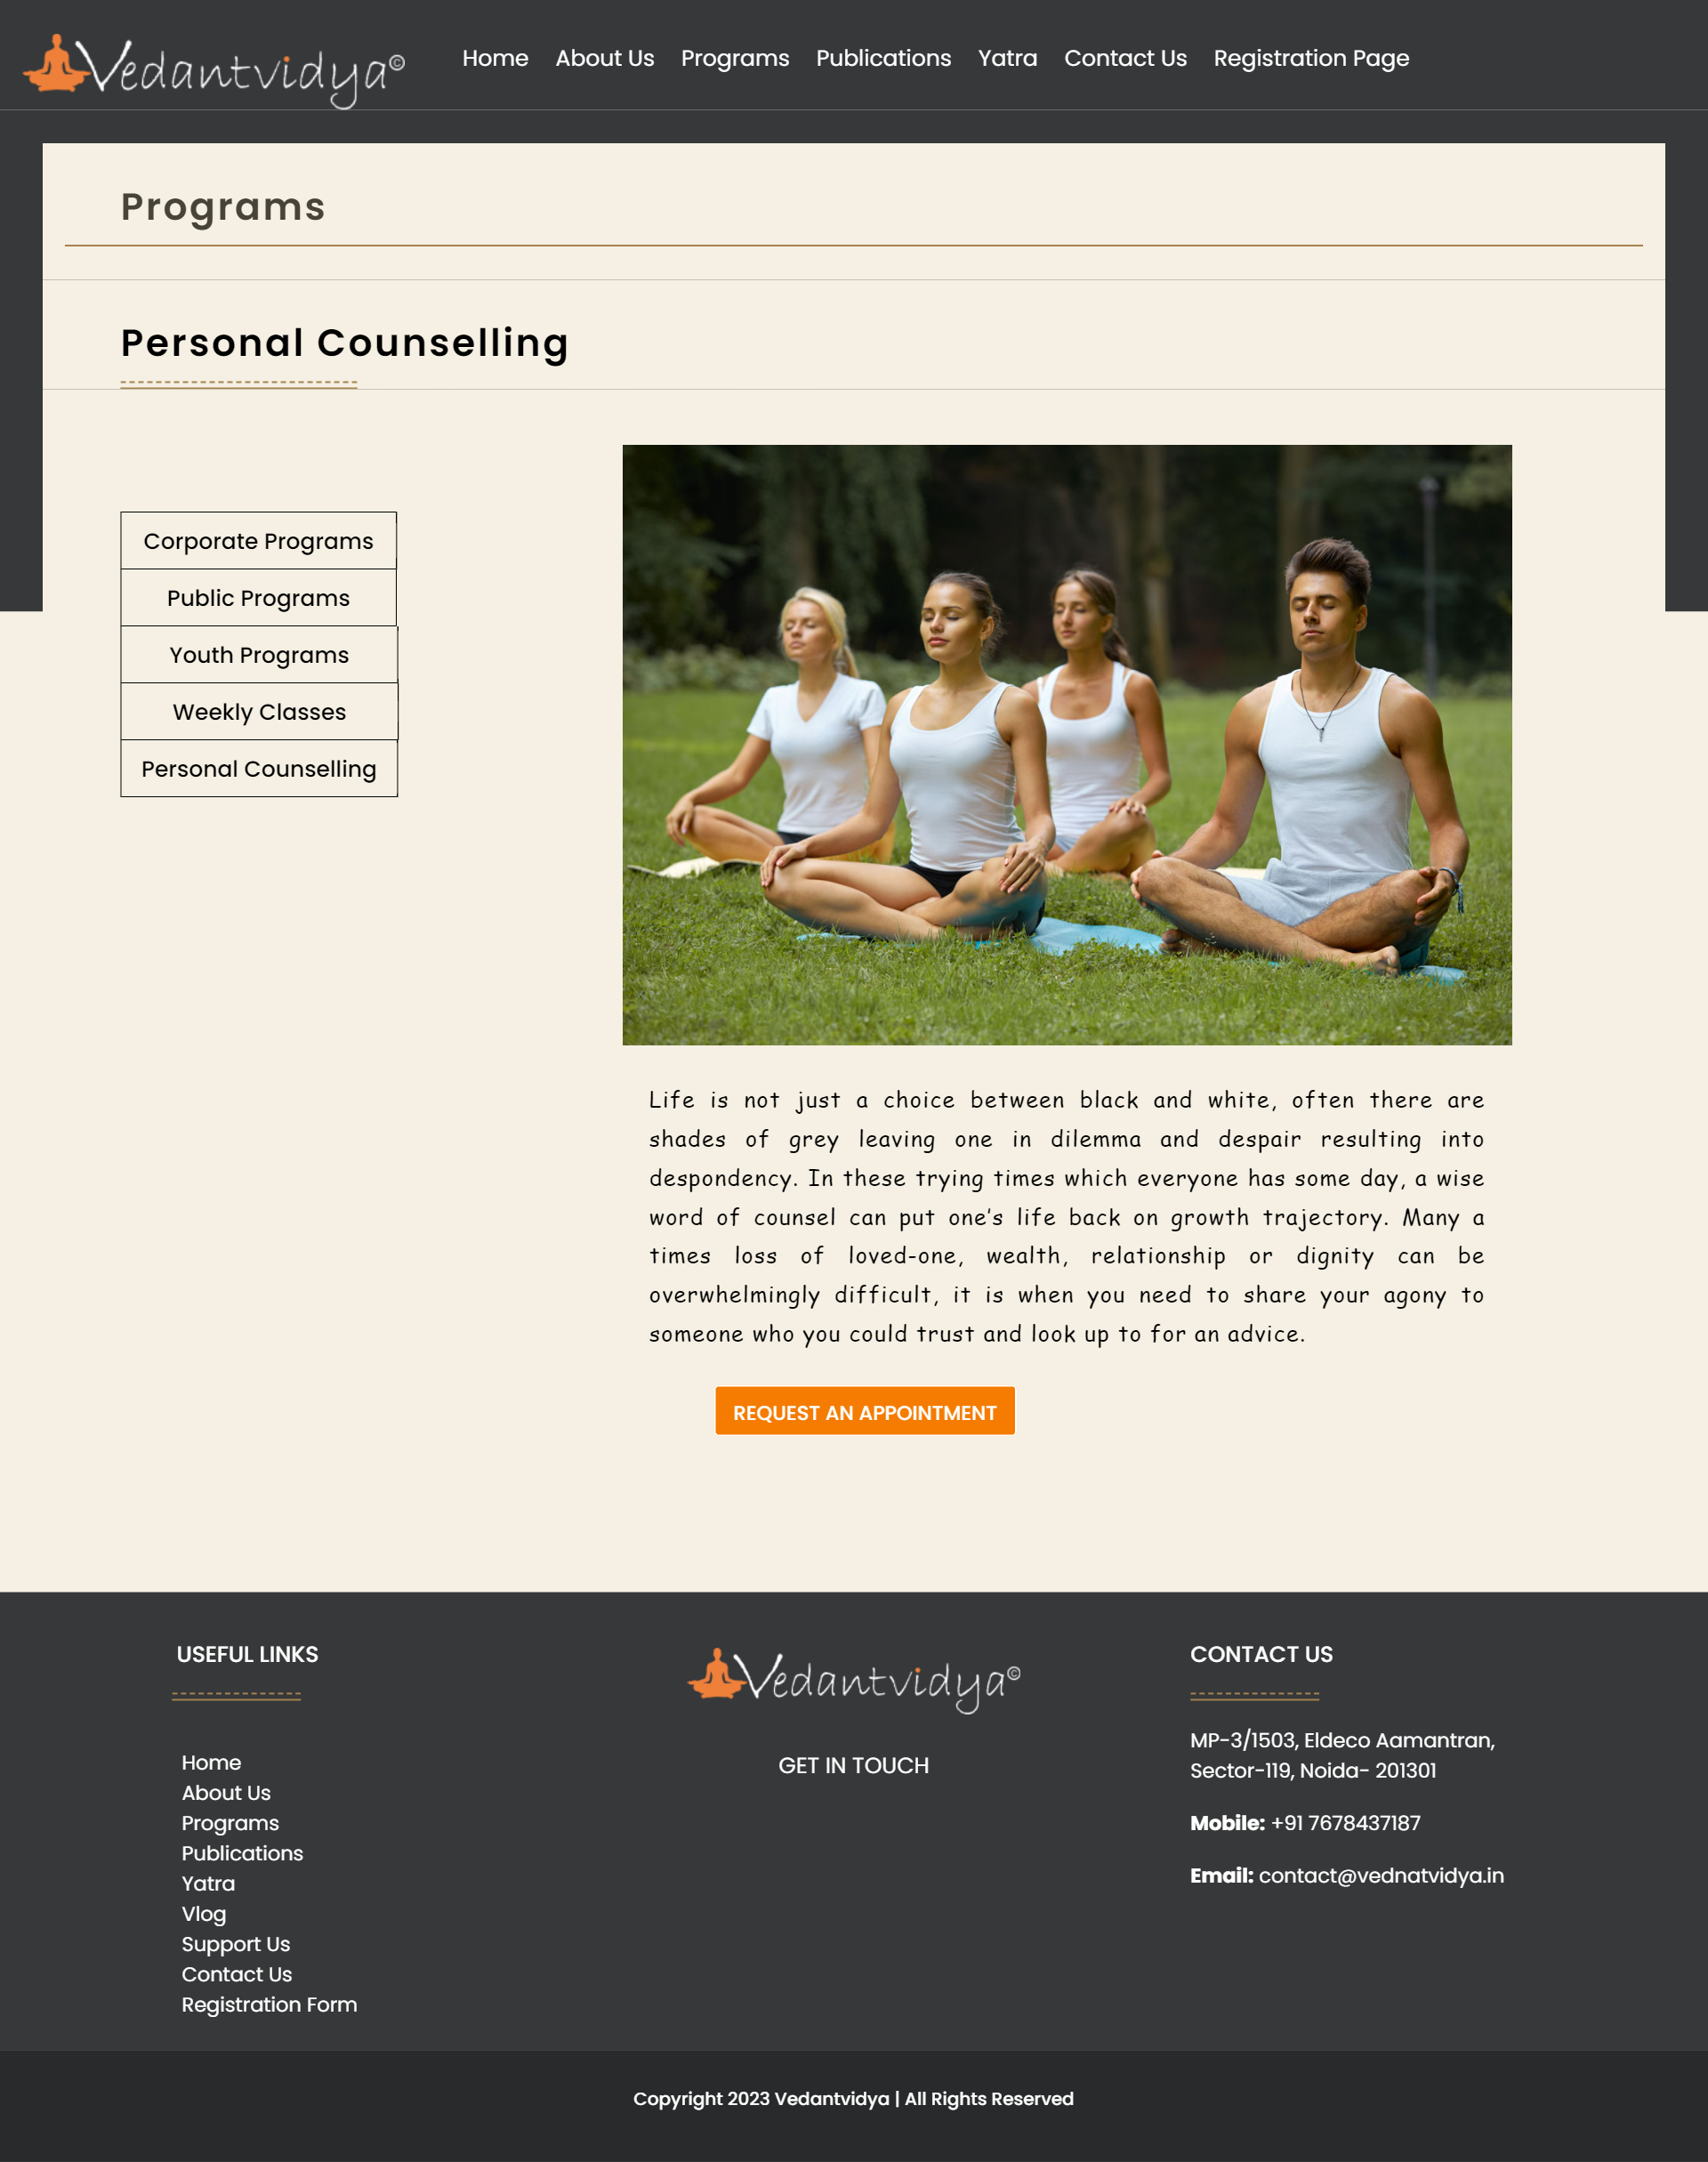 Vedantvidya©
Home About Us Programs Publications Yatra Contact Us Registration Page
Programs
Personal Counselling
Corporate Programs
Public Programs
Youth Programs
Weekly Classes
Personal Counselling
Life is not just a choice between black and white, often there are
shades of grey leaving one in dilemma and despair resulting into
despondency. In these trying times which everyone has some day, a wise
word of counsel can put one's life back on growth trajectory. Many a
times loss of loved-one, wealth, relationship or dignity can be
overwhelmingly difficult, it is when you need to share your agony to
someone who you could trust and look up to for an advice.
REQUEST AN APPOINTMENT
USEFUL LINKS
Home
About Us
Programs
Publications
Yatra
Vlog
Support Us
Contact Us
Registration Form
Vedantvidya©
GET IN TOUCH
CONTACT US
MP-3/1503, Eldeco Aamantran,
Sector-119, Noida- 201301
Mobile: +91 7678437187
Email: contact@vednatvidya.in
Copyright 2023 Vedantvidya | All Rights Reserved